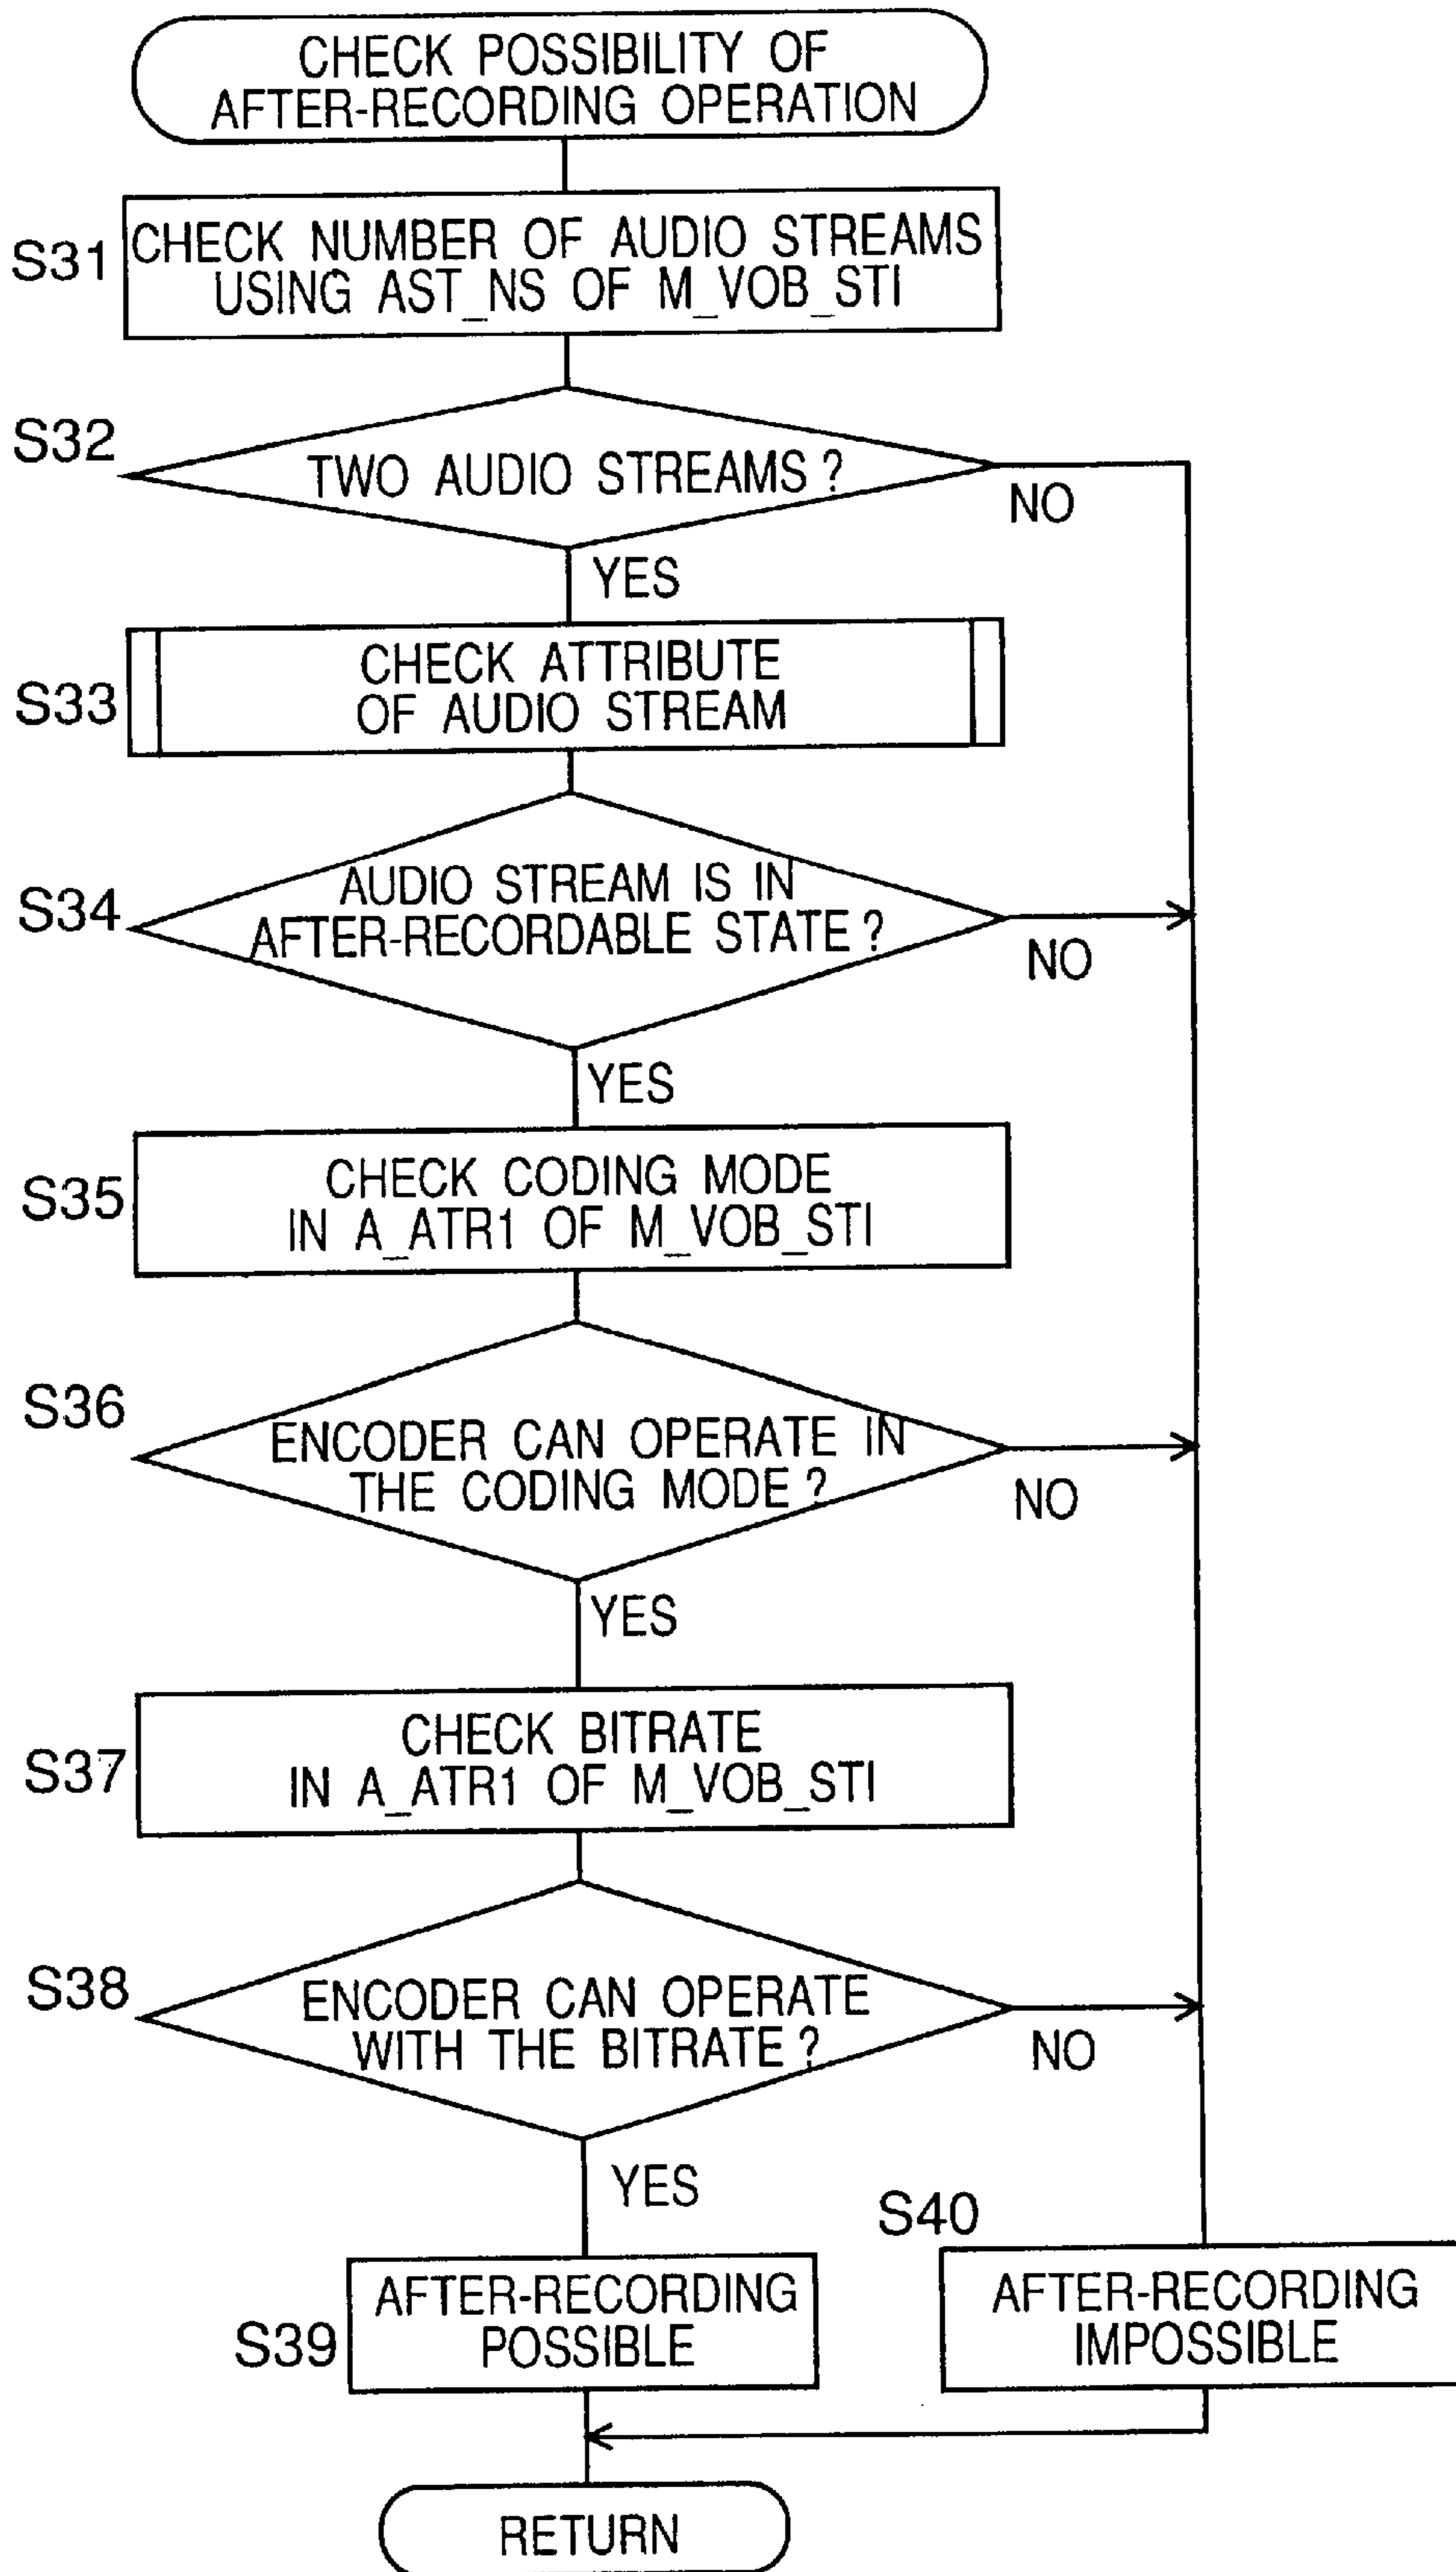 CHECK POSSIBILITY OF
AFTER-RECORDING OPERATION
S31
CHECK NUMBER OF AUDIO STREAMS
USING AST_NS OF M_VOB_STI
S32
TWO AUDIO STREAMS?
NO
YES
S33
CHECK ATTRIBUTE
OF AUDIO STREAM
S34
AUDIO STREAM IS IN
AFTER-RECORDABLE STATE?
NO
YES
S35
CHECK CODING MODE
IN A_ATR1 OF M_VOB_STI
S36
ENCODER CAN OPERATE IN
THE CODING MODE?
NO
YES
S37
CHECK BITRATE
IN A_ATR1 OF M_VOB_STI
S38
ENCODER CAN OPERATE
WITH THE BITRATE?
NO
YES
S39
AFTER-RECORDING
POSSIBLE
S40
AFTER-RECORDING
IMPOSSIBLE
RETURN